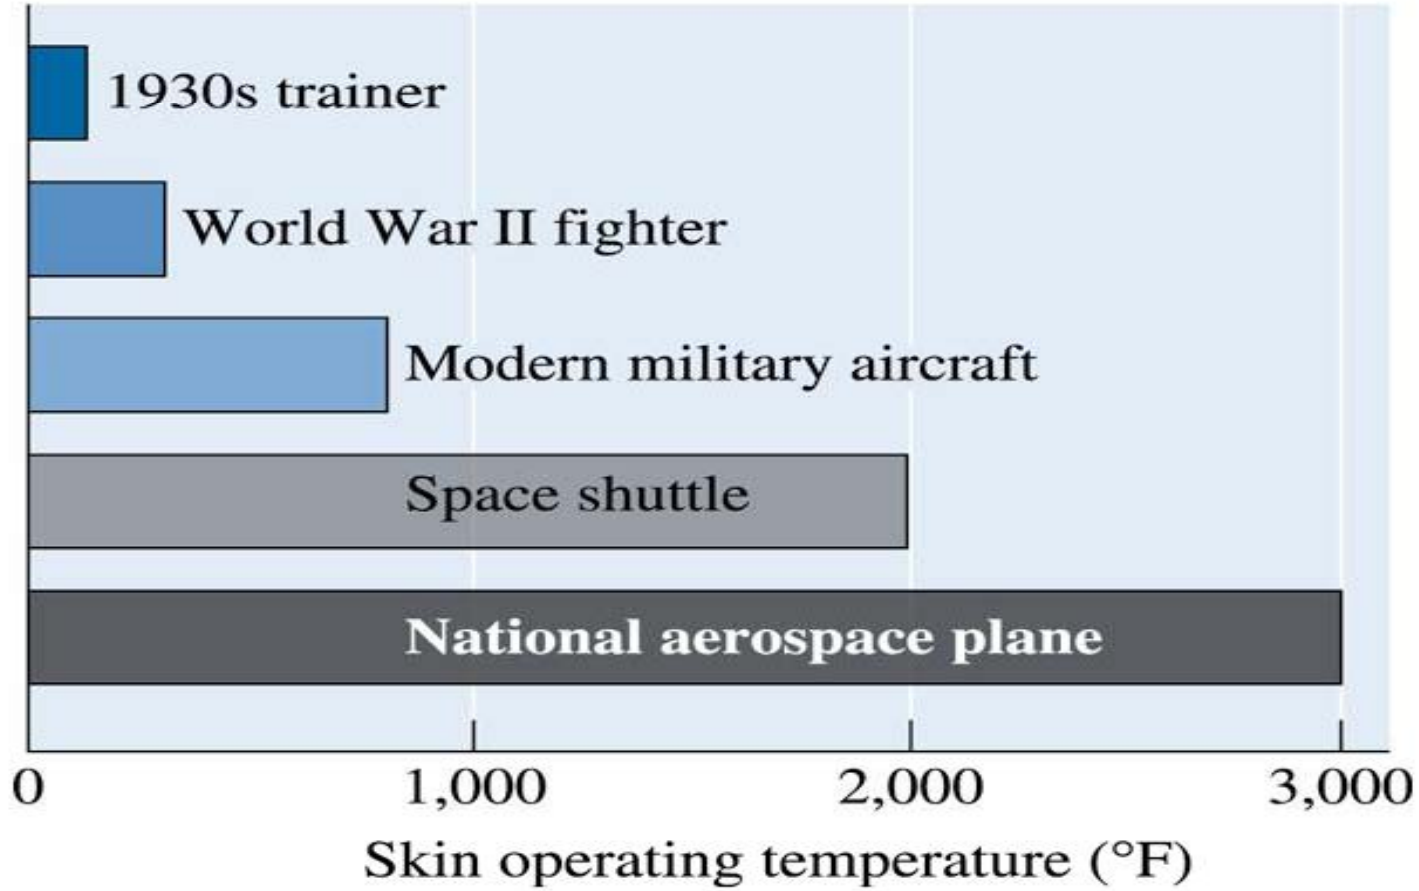 1930s trainer
World War II fighter
Modern military aircraft
Space shuttle
National aerospace plane
0 1,000 2,000 3,000
Skin operating temperature (°F)